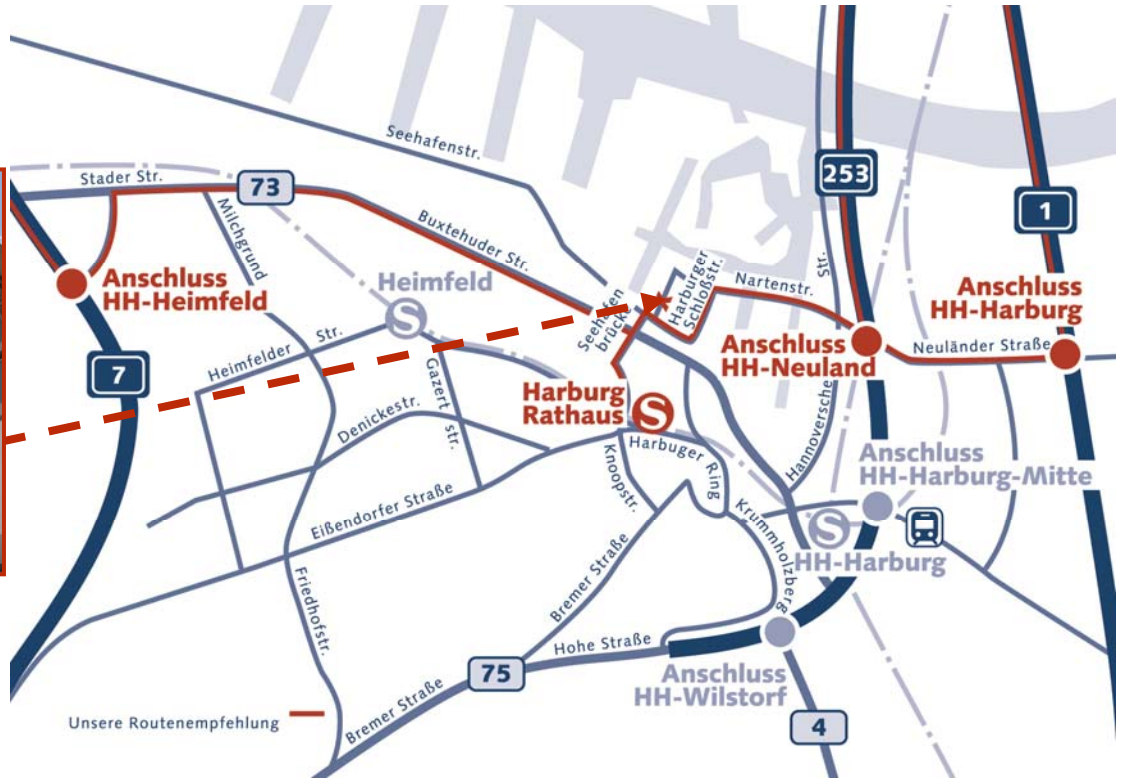 Seehafenstr.
Stader Str.
73
253
1
Milchgrund
Buxtehuder Str.
Str.
Anschluss
HH-Heimfeld
Heimfeld
S
Seehafen
brücke
Harburger
Schloßstr.
Nartenstr.
Anschluss
HH-Harburg
Anschluss
HH-Neuland
Neuländer Straße
Heimfelder Str.
7
Gazert
str.
Harburg
Rathaus
S
Denickestr.
Harbuger Ring
Knoopstr.
Hannoversche
Anschluss
HH-Harburg-Mitte
Eißendorfer Straße
Krummholzberg
S
HH-Harburg
Friedhofstr.
Bremer Straße
Hohe Straße
75
Anschluss
HH-Wilstorf
Unsere Routenempfehlung
Bremer Straße
4